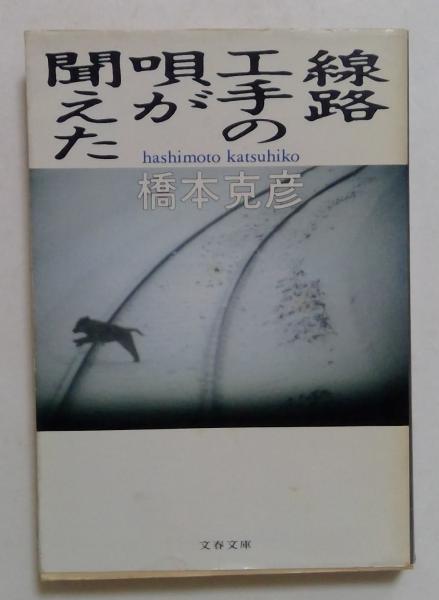 線路
工手の
唄が
聞えた
hashimoto katsuhiko
橋本克彦
文春文庫